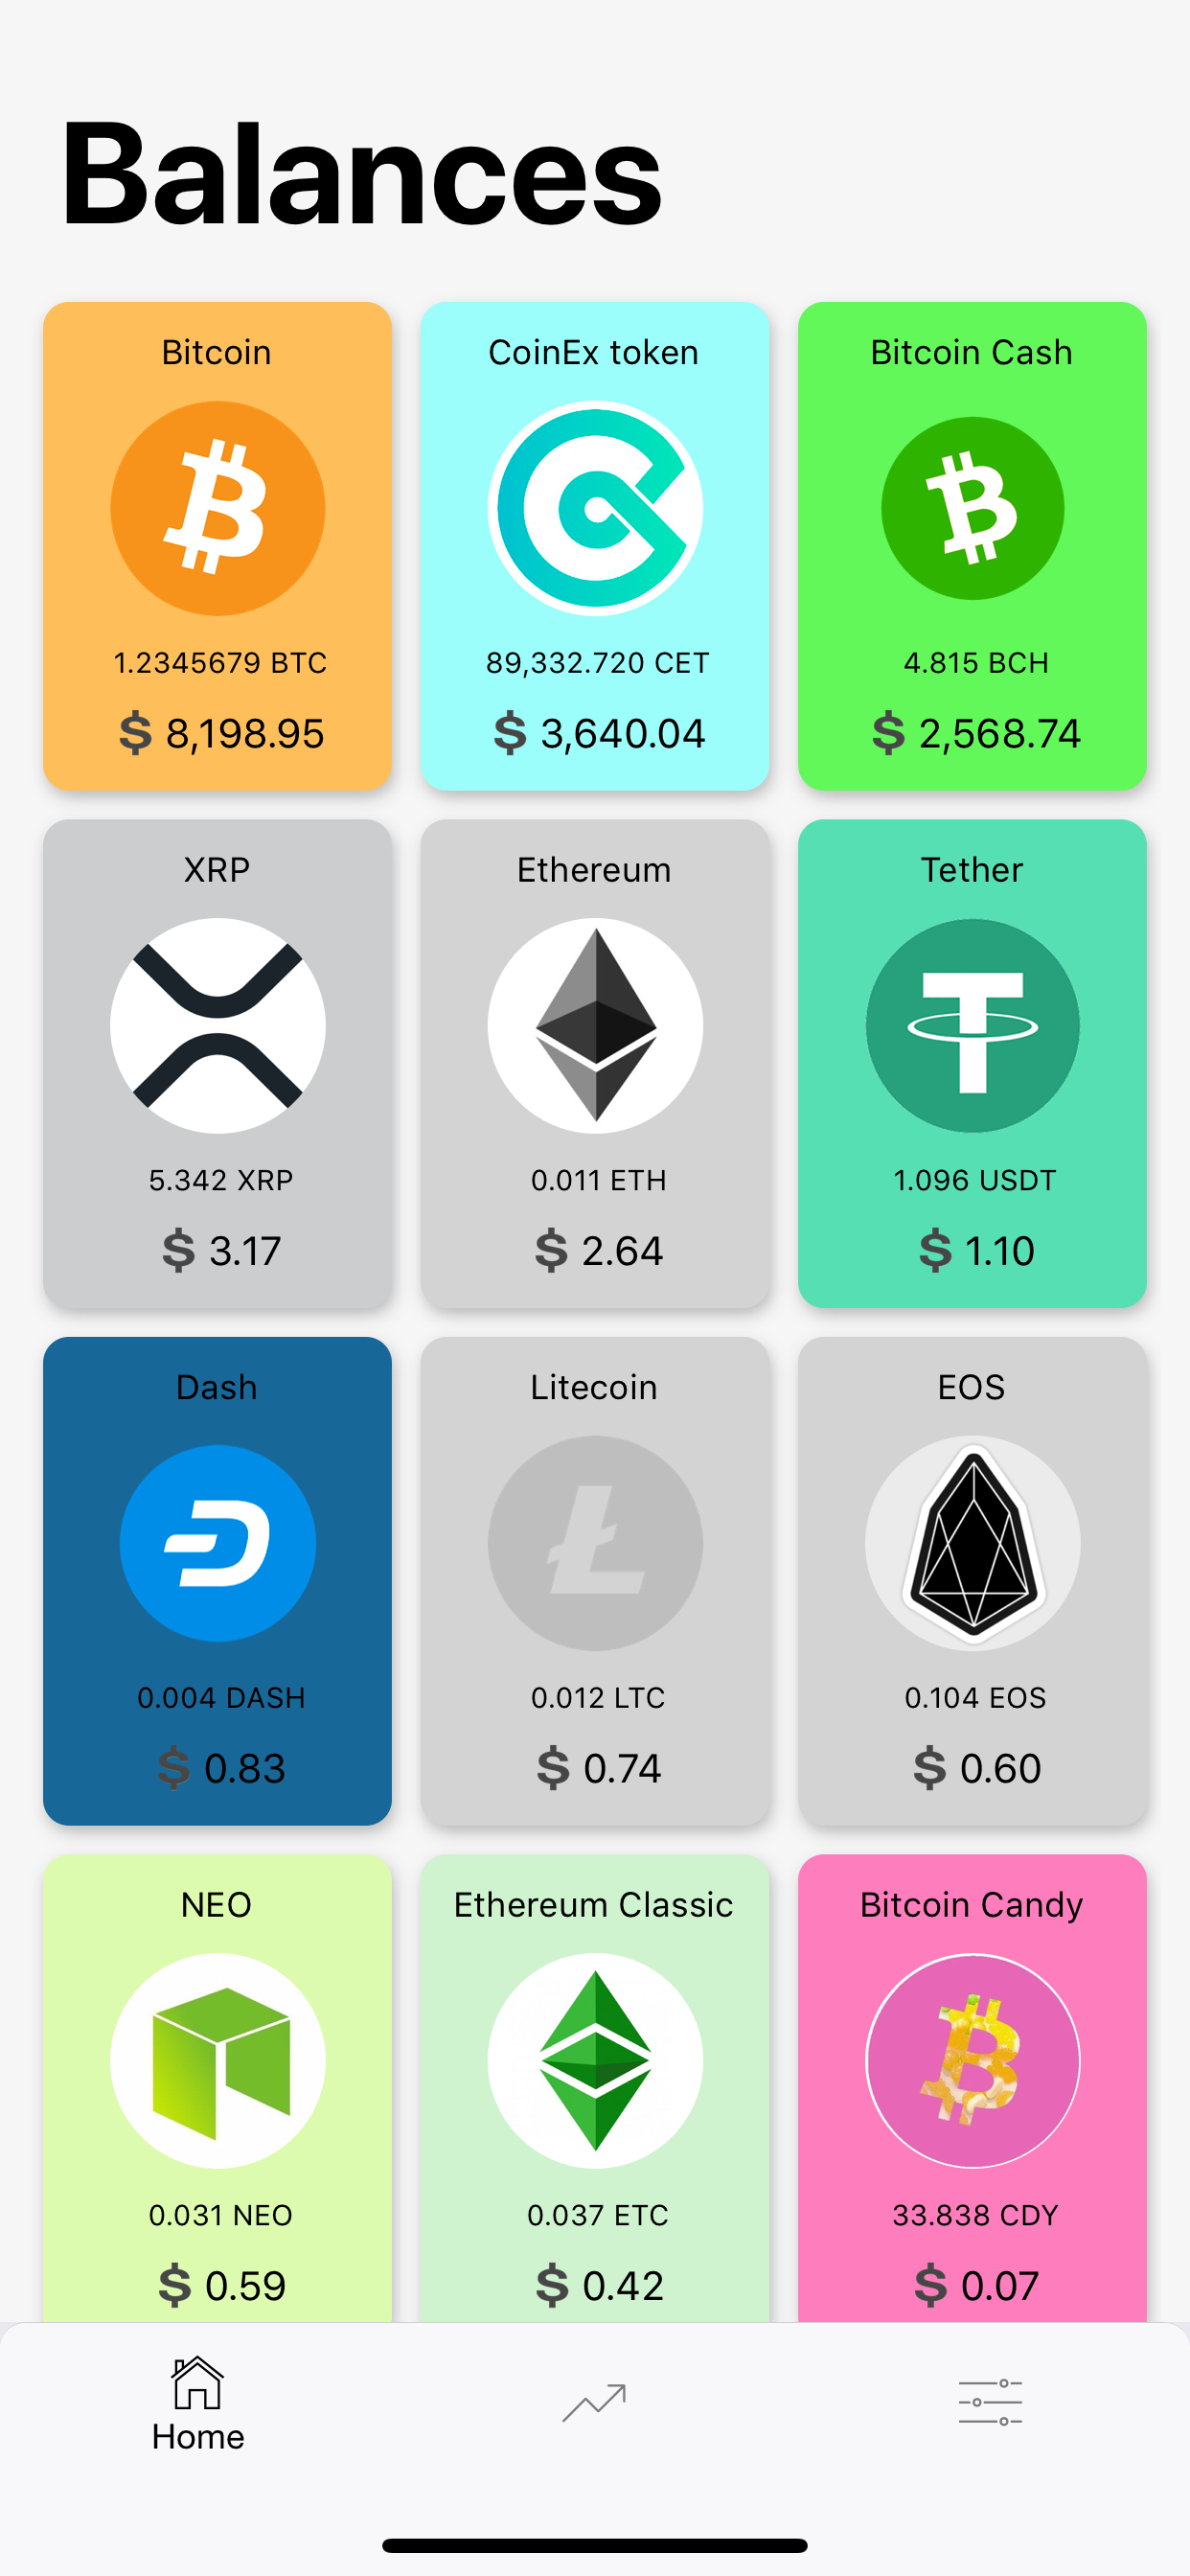 Balances
Bitcoin
1.2345679 BTC
$ 8,198.95
CoinEx token
89,332.720 CET
$ 3,640.04
Bitcoin Cash
4.815 BCH
$ 2,568.74
XRP
5.342 XRP
$ 3.17
Ethereum
0.011 ETH
$ 2.64
Tether
1.096 USDT
$ 1.10
Dash
0.004 DASH
$ 0.83
Litecoin
0.012 LTC
$ 0.74
EOS
0.104 EOS
$ 0.60
NEO
0.031 NEO
$ 0.59
Ethereum Classic
0.037 ETC
$ 0.42
Bitcoin Candy
33.838 CDY
$ 0.07
Home